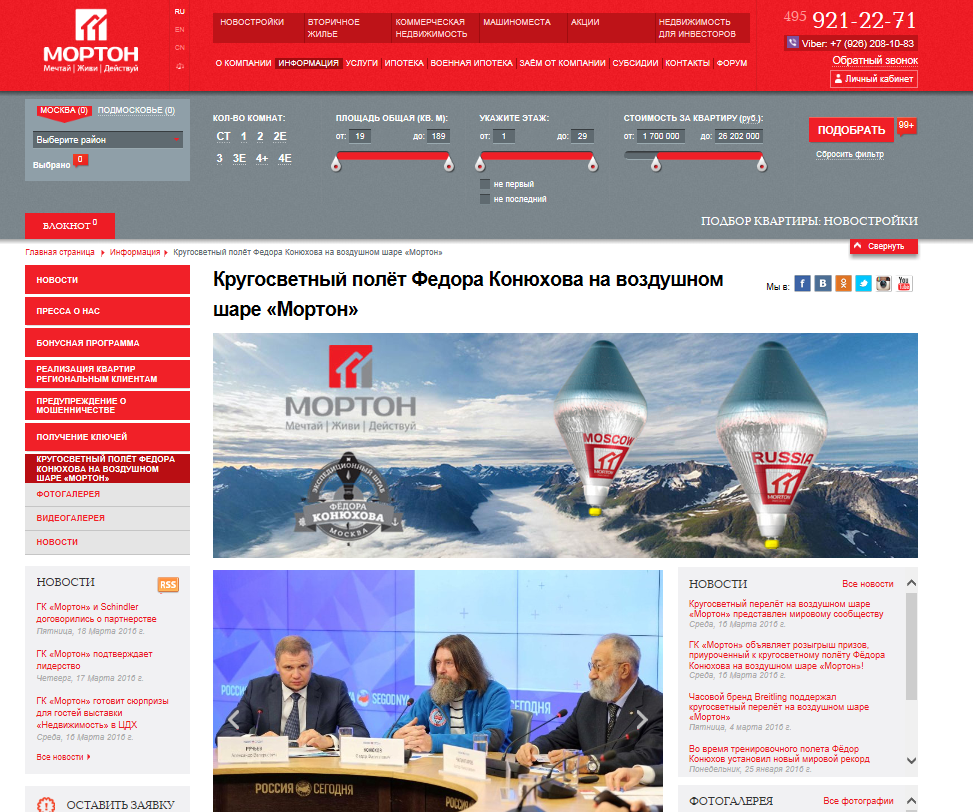 МОРТОН
Мечтай | Живи | Действуй
RU
EN
CN
НОВОСТРОЙКИ
ВТОРИЧНОЕ
ЖИЛЬЕ
КОММЕРЧЕСКАЯ
НЕДВИЖИМОСТЬ
МАШИНОМЕСТА
АКЦИИ
НЕДВИЖИМОСТЬ
ДЛЯ ИНВЕСТОРОВ
О КОМПАНИИ ИНФОРМАЦИЯ УСЛУГИ ИПОТЕКА ВОЕННАЯ ИПОТЕКА ЗАЁМ ОТ КОМПАНИИ СУБСИДИИ КОНТАКТЫ ФОРУМ
495 921-22-71
Viber: +7 (926) 208-10-83
Обратный звонок
Личный кабинет
МОСКВА (0) ПОДМОСКОВЬЕ (0)
Выберите район
Выбрано 0
КОЛ-ВО КОМНАТ:
СТ 1 2 2Е
3 3Е 4+ 4Е
ПЛОЩАДЬ ОБЩАЯ (КВ. М):
от: 19 до: 189
УКАЖИТЕ ЭТАЖ:
от: 1 до: 29
не первый
не последний
СТОИМОСТЬ ЗА КВАРТИРУ (руб.):
от: 1 700 000 до: 26 202 000
ПОДОБРАТЬ 99+
Сбросить фильтр
БЛОКНОТ 0
ПОДБОР КВАРТИРЫ: НОВОСТРОЙКИ
Свернуть
Главная страница Информация Кругосветный полёт Федора Конюхова на воздушном шаре «Мортон»
НОВОСТИ
ПРЕССА О НАС
БОНУСНАЯ ПРОГРАММА
РЕАЛИЗАЦИЯ КВАРТИР
РЕГИОНАЛЬНЫМ КЛИЕНТАМ
ПРЕДУПРЕЖДЕНИЕ О
МОШЕННИЧЕСТВЕ
ПОЛУЧЕНИЕ КЛЮЧЕЙ
КРУГОСВЕТНЫЙ ПОЛЁТ ФЕДОРА
КОНЮХОВА НА ВОЗДУШНОМ
ШАРЕ «МОРТОН»
ФОТОГАЛЕРЕЯ
ВИДЕОГАЛЕРЕЯ
НОВОСТИ
Кругосветный полёт Федора Конюхова на воздушном
шаре «Мортон»
Мы в:
You
Tube
МОРТОН
Мечтай | Живи | Действуй
ЭКСПЕДИЦИОННЫЙ ШТАБ
ФЁДОРА
КОНЮХОВА
МОСКВА
MOSCOW
МОРТОН
RUSSIA
МОРТОН
НОВОСТИ
RSS
ГК «Мортон» и Schindler
договорились о партнерстве
Пятница, 18 Марта 2016 г.
ГК «Мортон» подтверждает
лидерство
Четверг, 17 Марта 2016 г.
ГК «Мортон» готовит сюрпризы
для гостей выставки
«Недвижимость» в ЦДХ
Среда, 16 Марта 2016 г.
Все новости
ОСТАВИТЬ ЗАЯВКУ
SEGODNYA
СЕГОДНЯ
КОНЮХОВ
РОССИЯ СЕГОДНЯ
НОВОСТИ Все новости
Кругосветный перелёт на воздушном шаре
«Мортон» представлен мировому сообществу
Среда, 16 Марта 2016 г.
ГК «Мортон» объявляет розыгрыш призов,
приуроченный к кругосветному полёту Фёдора
Конюхова на воздушном шаре «Мортон»!
Среда, 16 Марта 2016 г.
Часовой бренд Breitling поддержал
кругосветный перелет на воздушном шаре
«Мортон»
Пятница, 4 марта 2016 г.
Во время тренировочного полета Фёдор
Конюхов установил новый мировой рекорд
Понедельник, 25 января 2016 г.
ФОТОГАЛЕРЕЯ Все фотографии